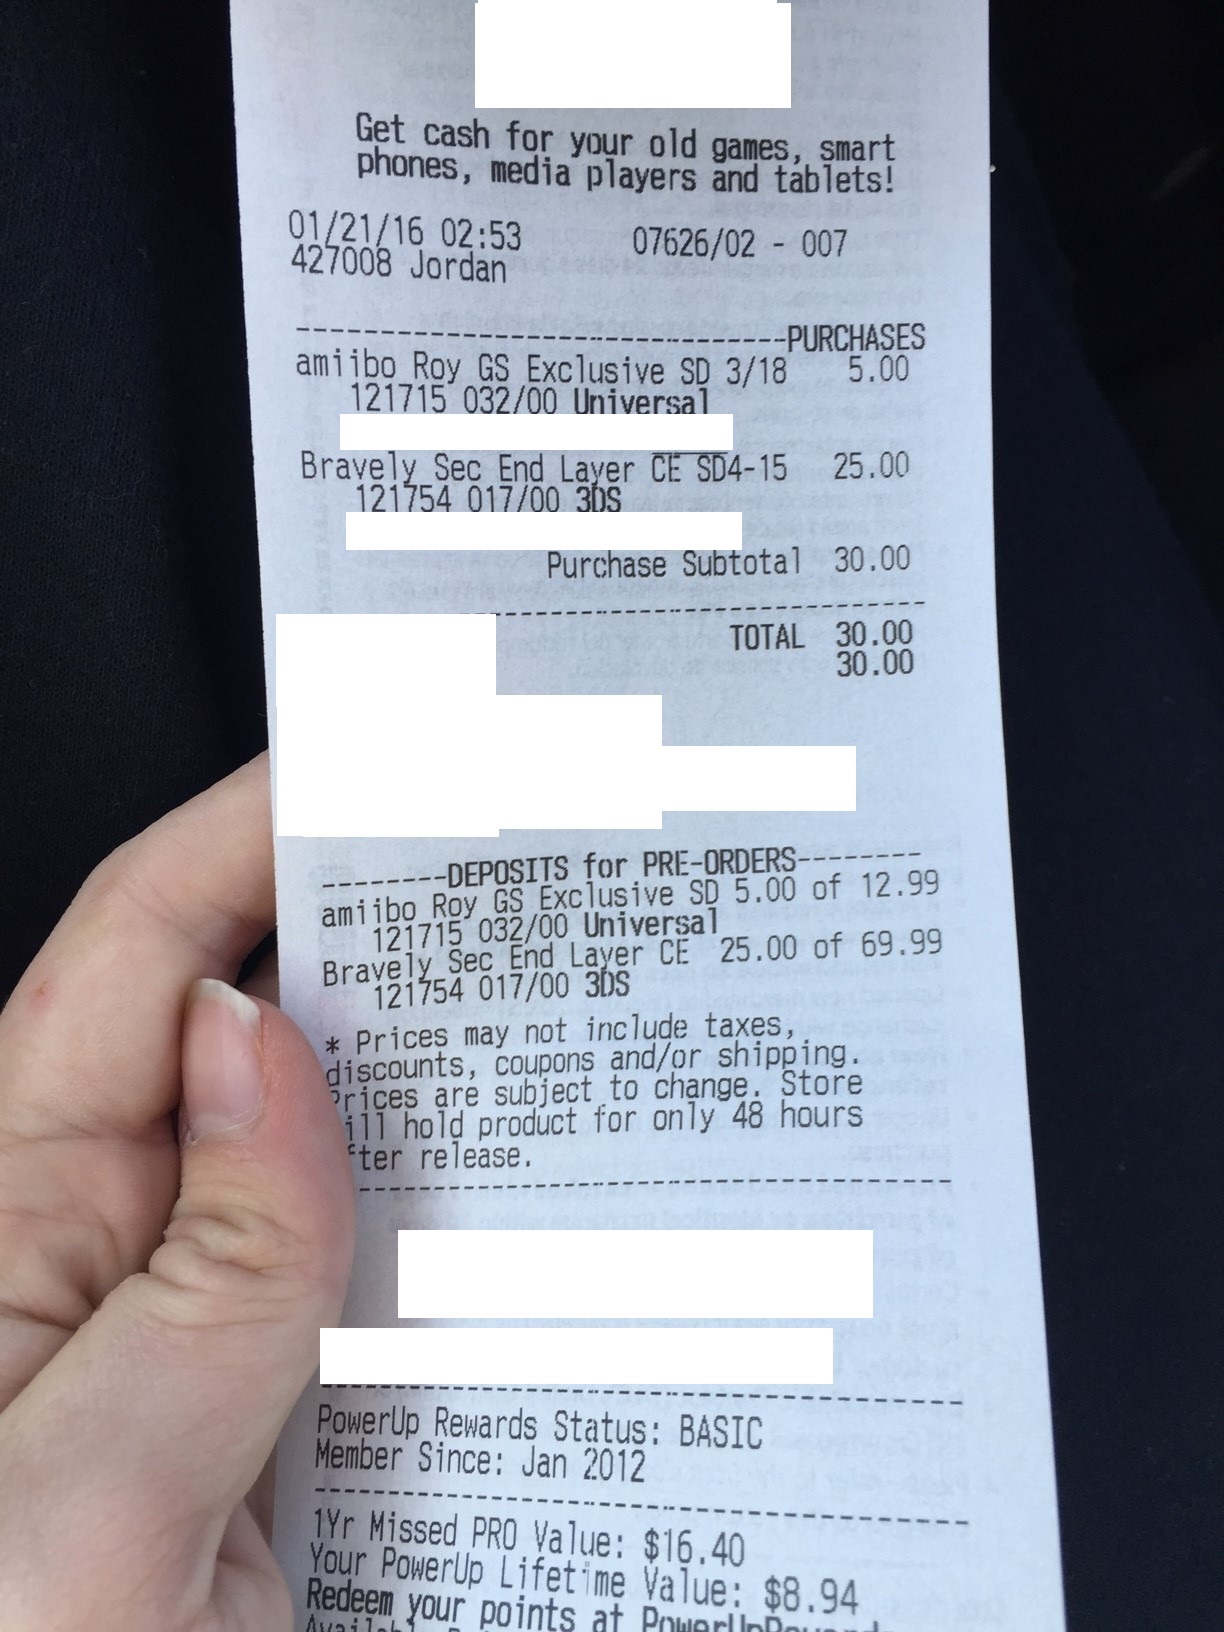 Get cash for your old games, smart
phones, media players and tablets!
01/21/16 02:53 07626/02 - 007
427008 Jordan
--------------------------------PURCHASES
amiibo Roy GS Exclusive SD 3/18 5.00
121715 032/00 Universal
Bravely Sec End Layer CE SD4-15 25.00
121754 017/00 3DS
Purchase Subtotal 30.00
TOTAL 30.00
30.00
--------DEPOSITS for PRE-ORDERS--------
amiibo Roy GS Exclusive SD 5.00 of 12.99
121715 032/00 Universal
Bravely Sec End Layer CE 25.00 of 69.99
121754 017/00 3DS
* Prices may not include taxes,
discounts, coupons and/or shipping.
Prices are subject to change. Store
ill hold product for only 48 hours
fter release.
PowerUp Rewards Status: BASIC
Member Since: Jan 2012
1Yr Missed PRO Value: $16.40
Your PowerUp Lifetime Value: $8.94
Redeem your points at PowerUpRewards